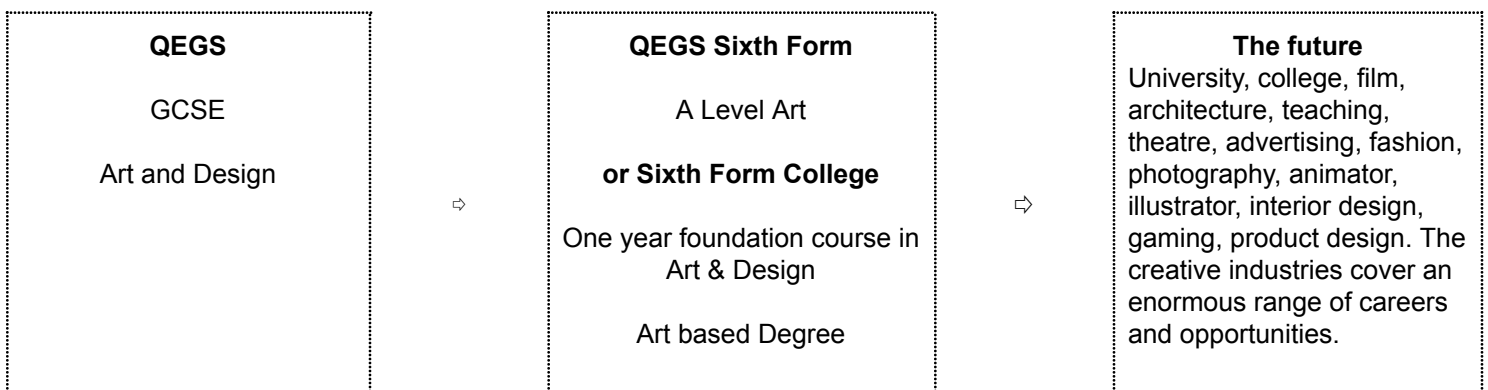 QEGS
GCSE
Art and Design
⇨
QEGS Sixth Form
A Level Art
or Sixth Form College
One year foundation course in
Art & Design
Art based Degree
⇨
The future
University, college, film,
architecture, teaching,
theatre, advertising, fashion,
photography, animator,
illustrator, interior design,
gaming, product design. The
creative industries cover an
enormous range of careers
and opportunities.